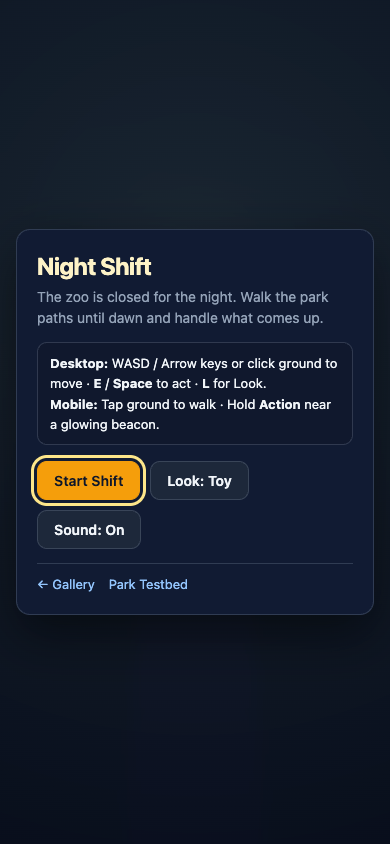 Night Shift
The zoo is closed for the night. Walk the park
paths until dawn and handle what comes up.
Desktop: WASD / Arrow keys or click ground to
move · E / Space to act · L for Look.
Mobile: Tap ground to walk · Hold Action near
a glowing beacon.
Start Shift
Look: Toy
Sound: On
← Gallery
Park Testbed